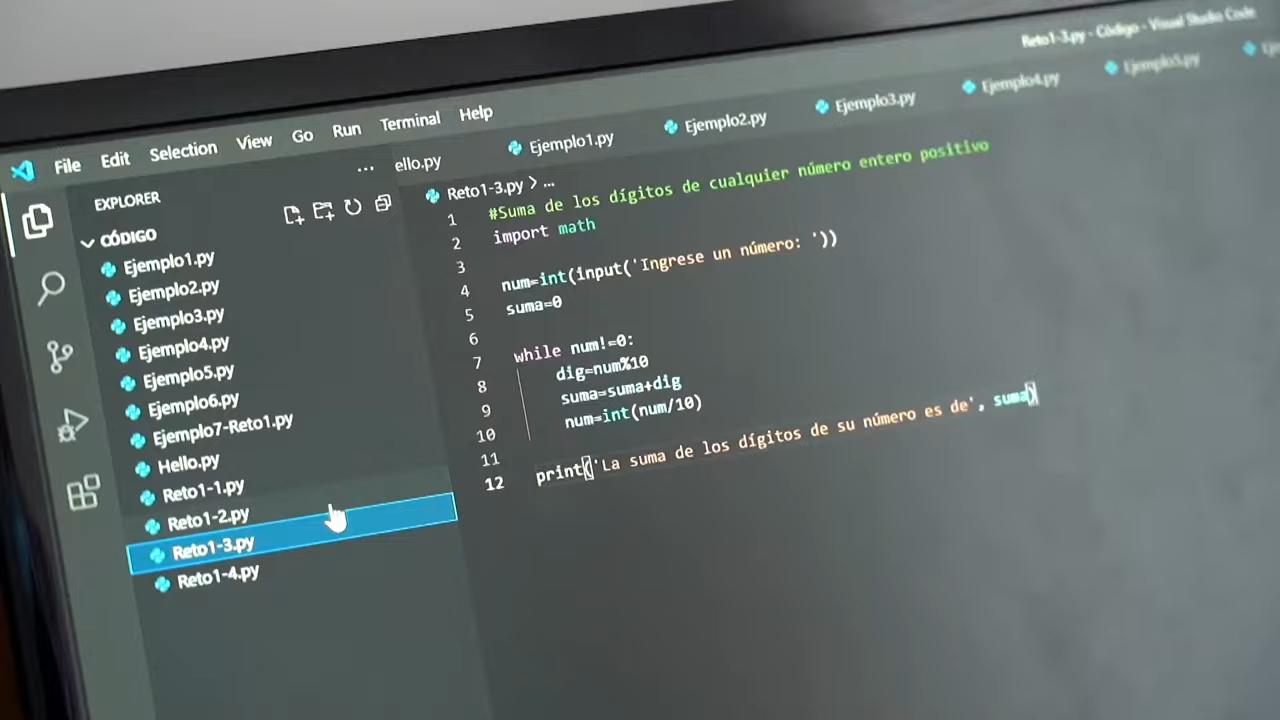 Reto1-3.py - Código - Visual Studio Code
File Edit Selection View Go Run Terminal Help
EXPLORER
...
ello.py
Ejemplo1.py
Ejemplo2.py
Ejemplo3.py
Ejemplo4.py
Ejemplo5.py
CÓDIGO
Ejemplo1.py
Ejemplo2.py
Ejemplo3.py
Ejemplo4.py
Ejemplo5.py
Ejemplo6.py
Ejemplo7-Reto1.py
Hello.py
Reto1-1.py
Reto1-2.py
Reto1-3.py
Reto1-4.py
Reto1-3.py > ...
1 #Suma de los dígitos de cualquier número entero positivo
2 import math
3
4 num=int(input('Ingrese un número: '))
5 suma=0
6
7 while num!=0:
8 dig=num%10
9 suma=suma+dig
10 num=int(num/10)
11
12 print('La suma de los dígitos de su número es de', suma)